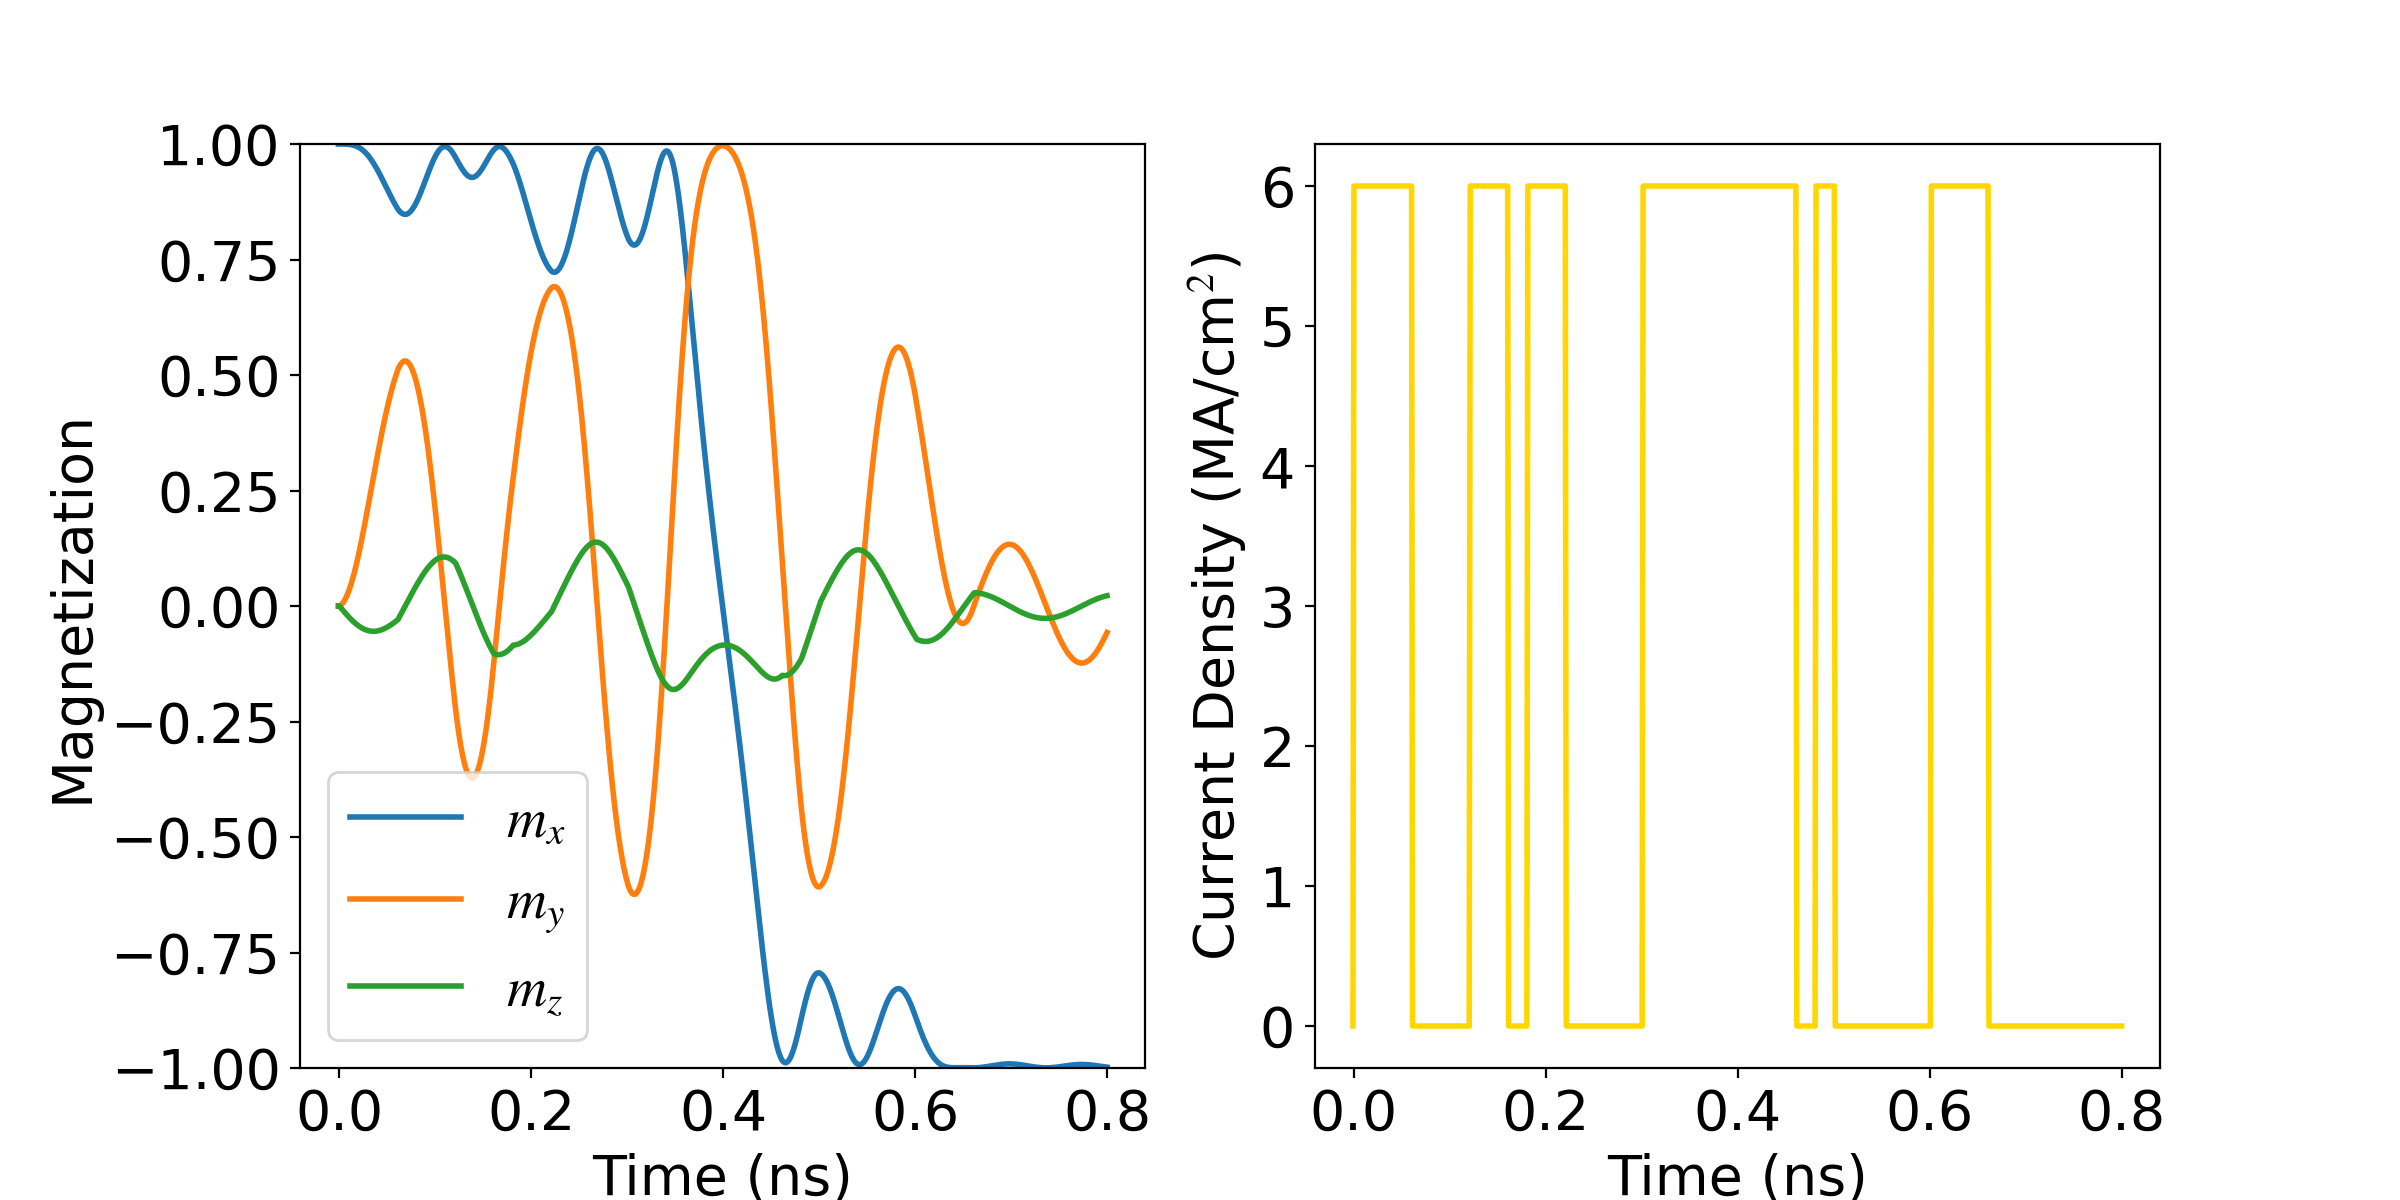 1.00
0.75
0.50
0.25
0.00
−0.25
−0.50
−0.75
−1.00
Magnetization
m_x
m_y
m_z
0.0 0.2 0.4 0.6 0.8
Time (ns)
6
5
4
3
2
1
0
Current Density (MA/cm²)
0.0 0.2 0.4 0.6 0.8
Time (ns)